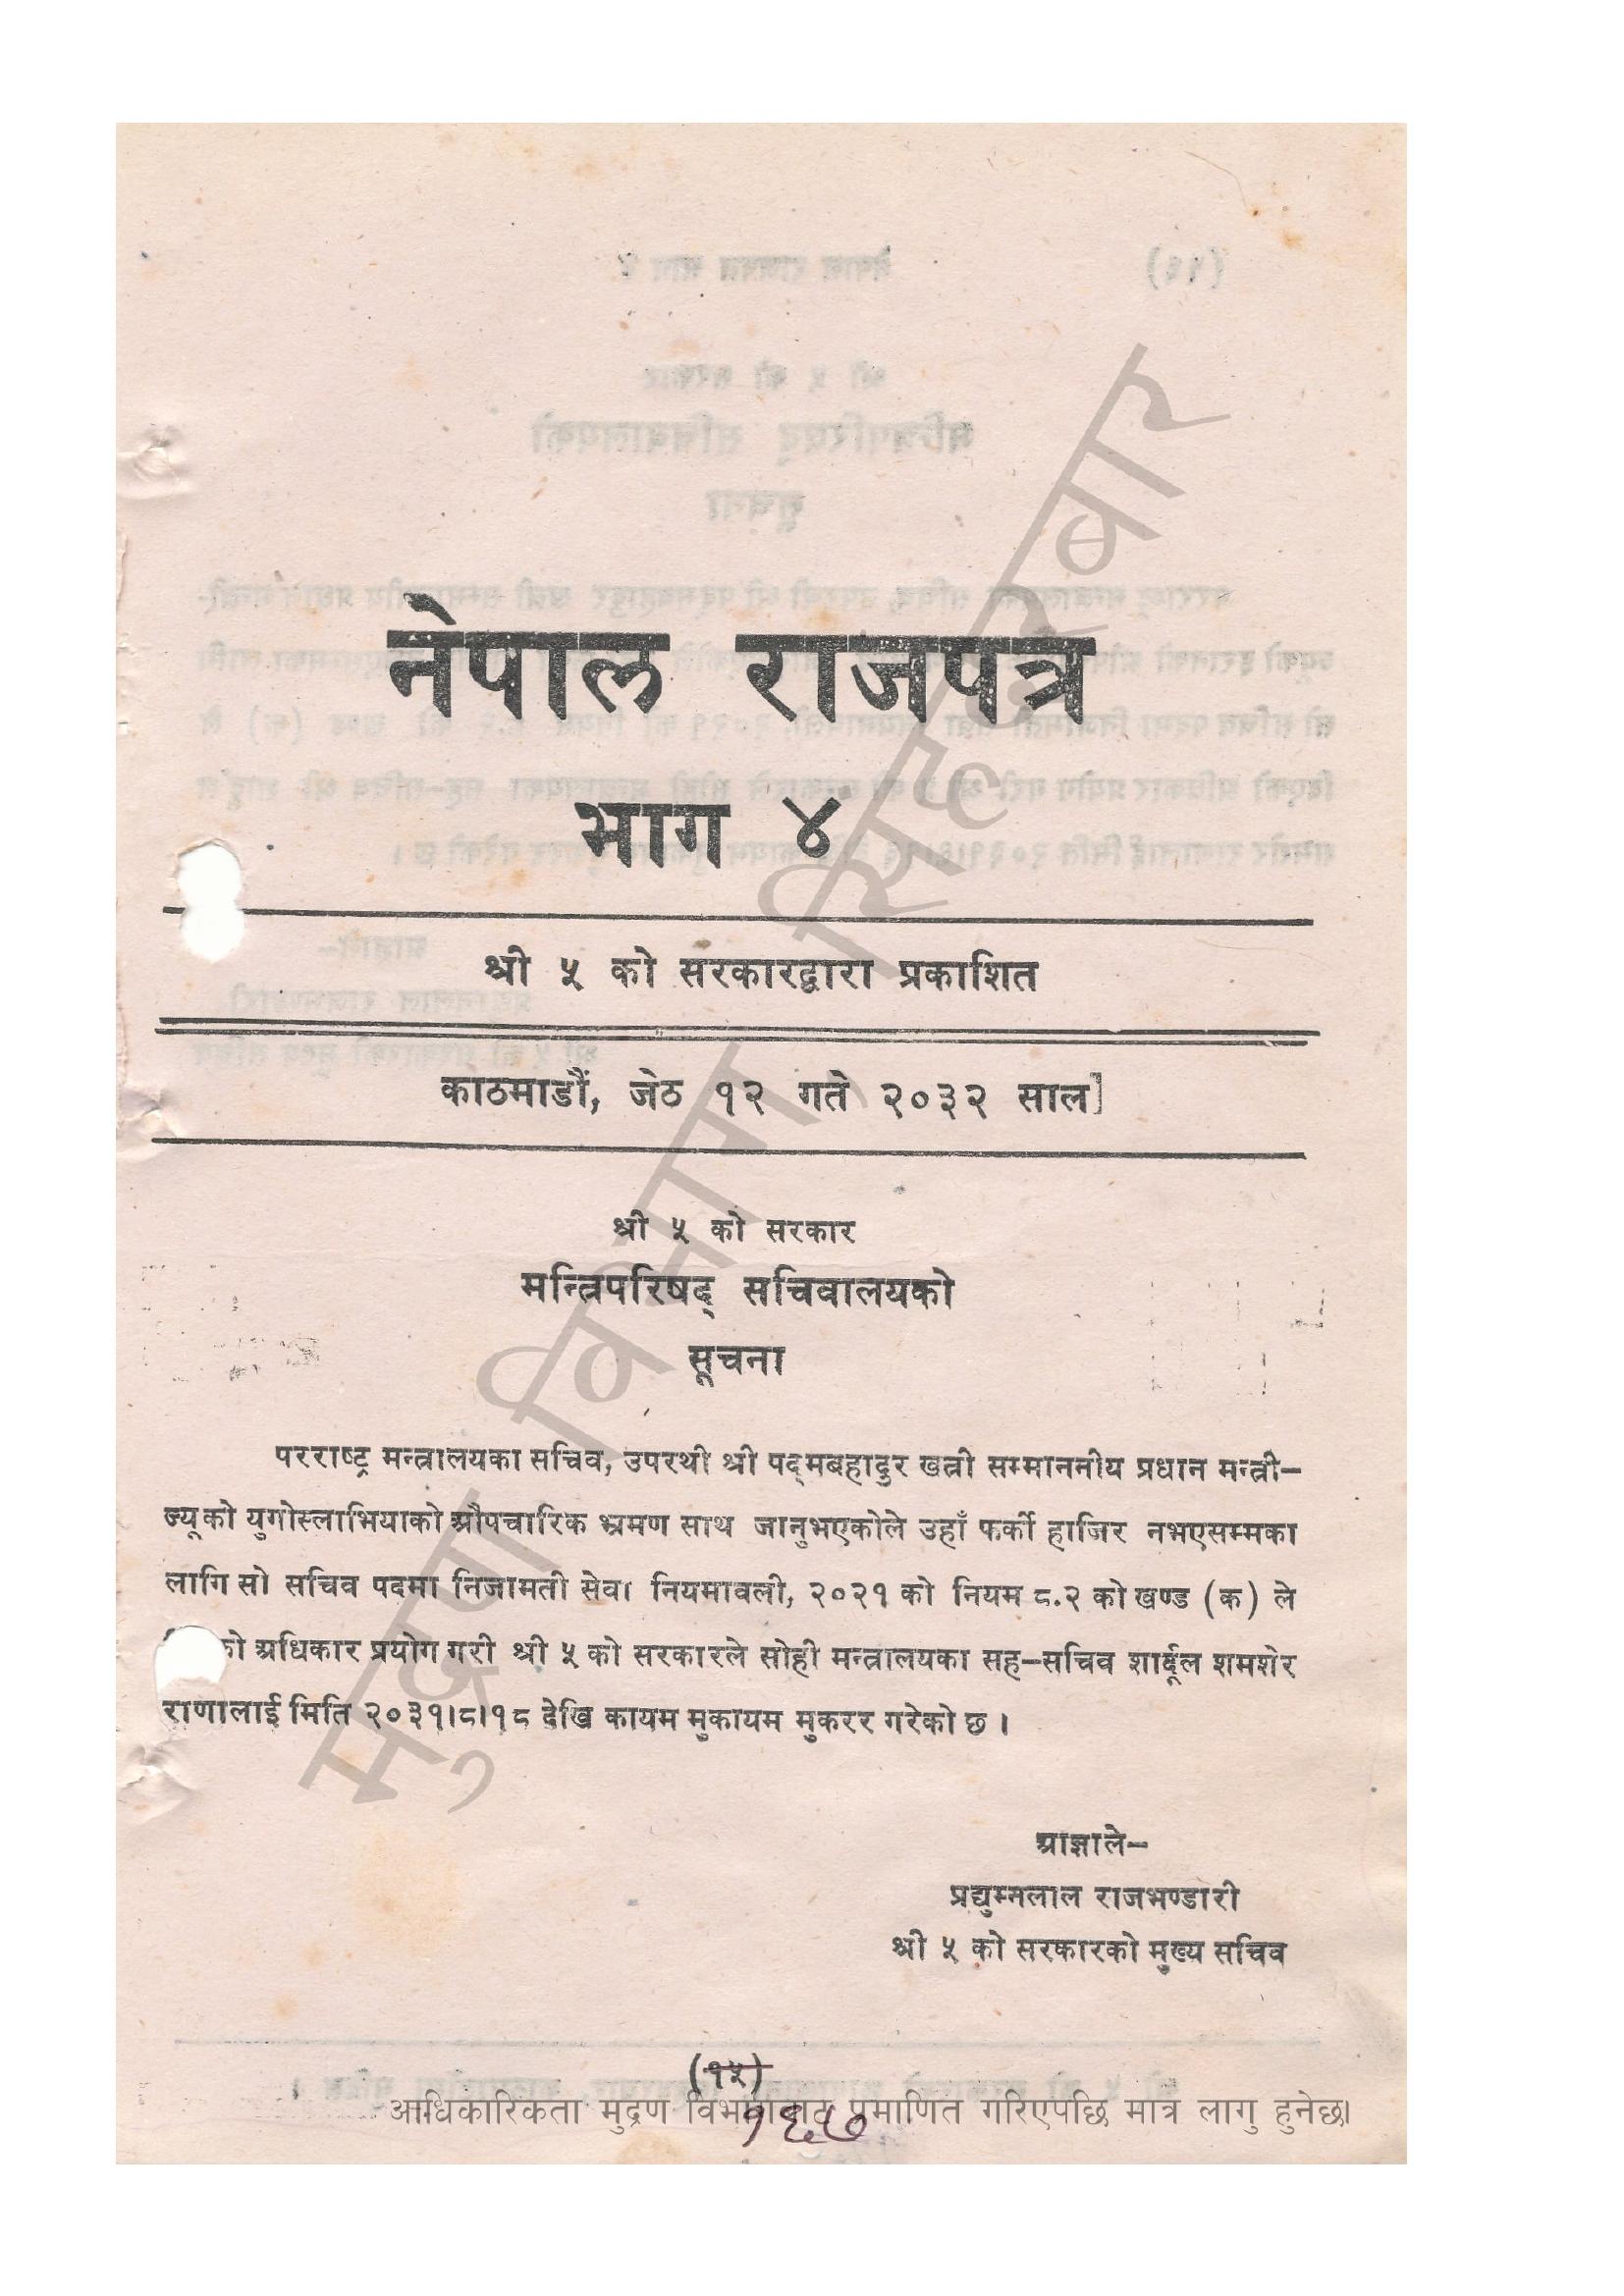 नेपाल राजपत्र
भाग ४
श्री ५ को सरकारद्वारा प्रकाशित
काठमाडौं, जेठ १२ गते २०३२ साल]
श्री ५ को सरकार
मन्त्रिपरिषद् सचिवालयको
सूचना
परराष्ट्र मन्त्रालयका सचिव, उपरथी श्री पद्मबहादुर खत्री सम्माननीय प्रधान मन्त्री–
ज्यूको युगोस्लाभियाको औपचारिक भ्रमण साथ जानुभएकोले उहाँ फर्की हाजिर नभएसम्मका
लागि सो सचिव पदमा निजामती सेवा नियमावली, २०२१ को नियम ८.२ को खण्ड (क) ले
को अधिकार प्रयोग गरी श्री ५ को सरकारले सोही मन्त्रालयका सह–सचिव शार्दूल शमशेर
राणालाई मिति २०३१।८।१८ देखि कायम मुकायम मुकरर गरेको छ ।
आज्ञाले–
प्रद्युम्नलाल राजभण्डारी
श्री ५ को सरकारको मुख्य सचिव
(१५)
१६७
आधिकारिकता मुद्रण विभागबाट प्रमाणित गरिएपछि मात्र लागु हुनेछ।
मुद्रण विभाग, सिंहदरबार